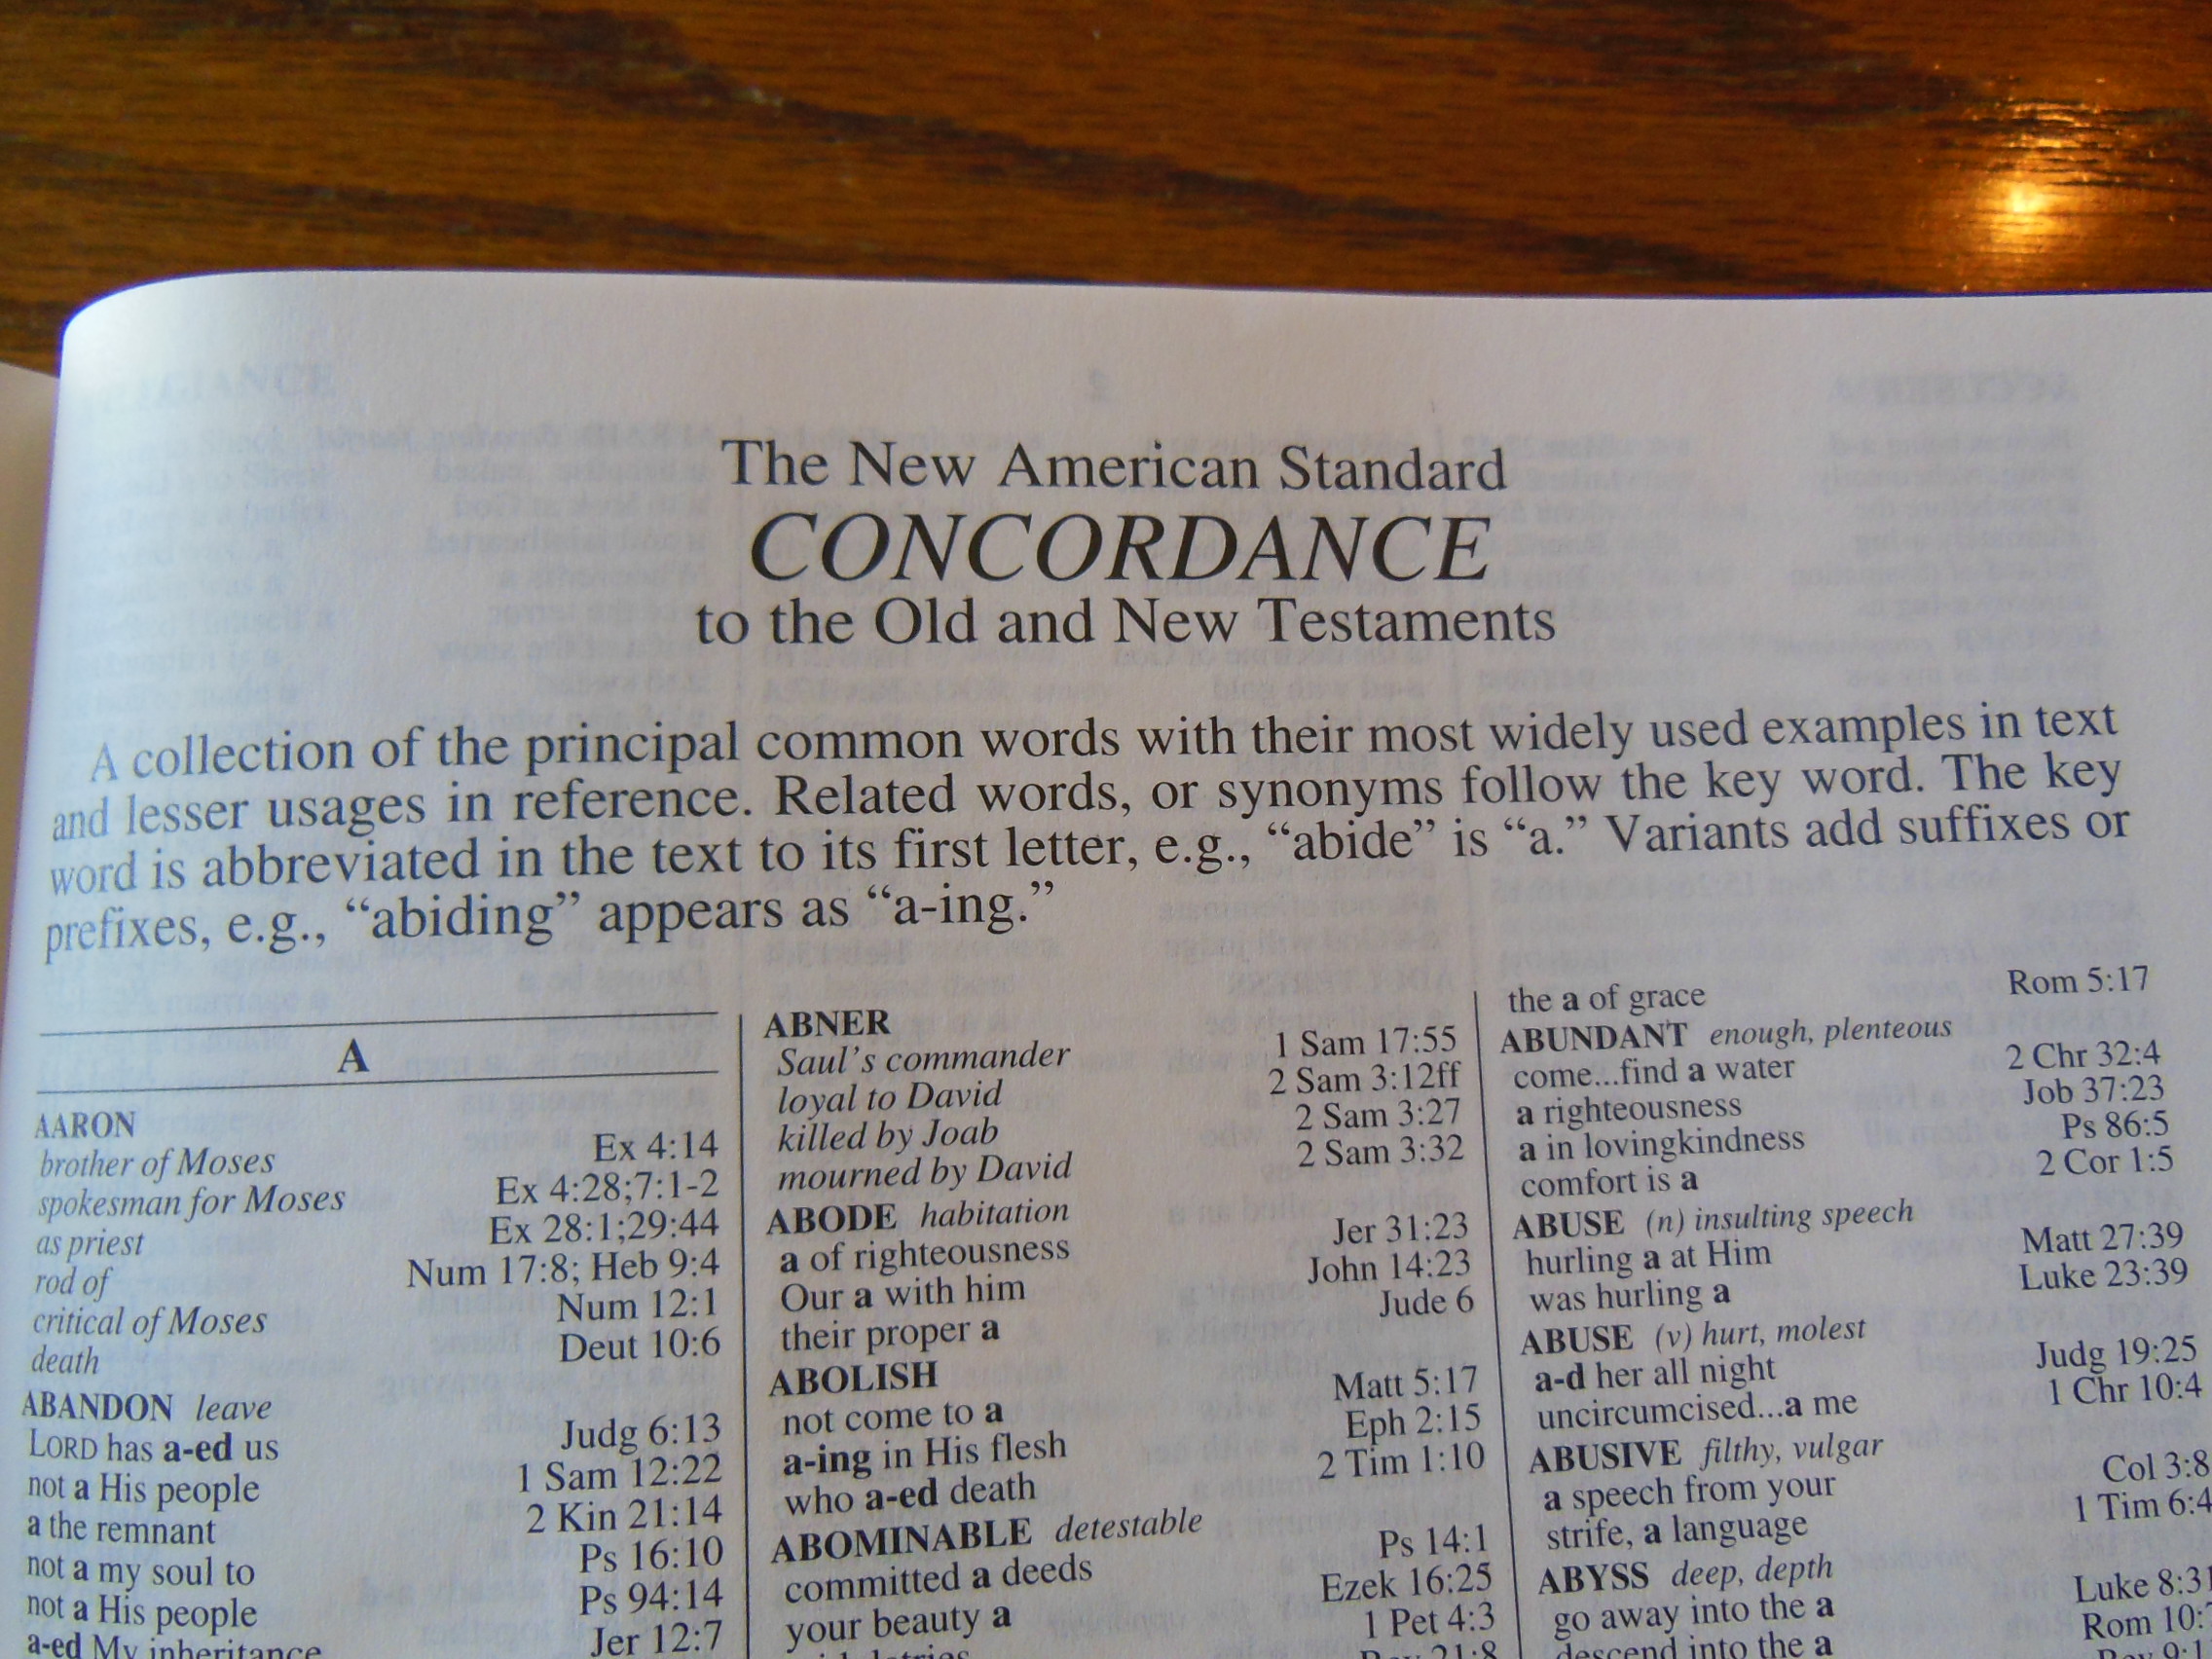 The New American Standard
CONCORDANCE
to the Old and New Testaments
A collection of the principal common words with their most widely used examples in text
and lesser usages in reference. Related words, or synonyms follow the key word. The key
word is abbreviated in the text to its first letter, e.g., “abide” is “a.” Variants add suffixes or
prefixes, e.g., “abiding” appears as “a-ing.”
A
AARON
brother of Moses Ex 4:14
spokesman for Moses Ex 4:28;7:1-2
as priest Ex 28:1;29:44
rod of Num 17:8; Heb 9:4
critical of Moses Num 12:1
death Deut 10:6
ABANDON leave
LORD has a-ed us Judg 6:13
not a His people 1 Sam 12:22
a the remnant 2 Kin 21:14
not a my soul to Ps 16:10
not a His people Ps 94:14
a-ed My inheritance Jer 12:7
ABNER
Saul's commander 1 Sam 17:55
loyal to David 2 Sam 3:12ff
killed by Joab 2 Sam 3:27
mourned by David 2 Sam 3:32
ABODE habitation
a of righteousness Jer 31:23
Our a with him John 14:23
their proper a Jude 6
ABOLISH
not come to a Matt 5:17
a-ing in His flesh Eph 2:15
who a-ed death 2 Tim 1:10
ABOMINABLE detestable
committed a deeds Ps 14:1
your beauty a Ezek 16:25
1 Pet 4:3
21:8
the a of grace Rom 5:17
ABUNDANT enough, plenteous
come...find a water 2 Chr 32:4
a righteousness Job 37:23
a in lovingkindness Ps 86:5
comfort is a 2 Cor 1:5
ABUSE (n) insulting speech
hurling a at Him Matt 27:39
was hurling a Luke 23:39
ABUSE (v) hurt, molest
a-d her all night Judg 19:25
uncircumcised...a me 1 Chr 10:4
ABUSIVE filthy, vulgar
a speech from your Col 3:8
strife, a language 1 Tim 6:4
ABYSS deep, depth
go away into the a Luke 8:31
descend into the a Rom 10: